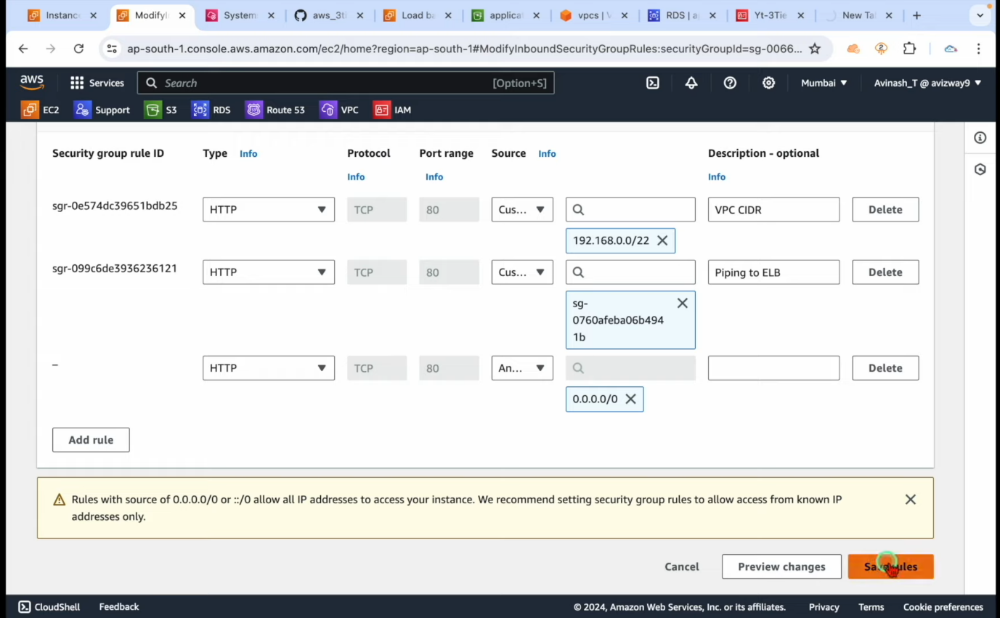 Instanc
Modifyl
System
aws_3ti
Load ba
applica
vpcs | V
RDS | a
Yt-3Tie
New Ta
ap-south-1.console.aws.amazon.com/ec2/home?region=ap-south-1#ModifyInboundSecurityGroupRules:securityGroupId=sg-0066...
2
aws
Services
Search
[Option+S]
Mumbai
Avinash_T @ avizway9
EC2
Support
S3
RDS
Route 53
VPC
IAM
Security group rule ID
Type Info
Protocol
Info
Port range
Info
Source Info
Description - optional
Info
sgr-0e574dc39651bdb25
HTTP
TCP
80
Cus...
VPC CIDR
Delete
192.168.0.0/22
sgr-099c6de3936236121
HTTP
TCP
80
Cus...
Piping to ELB
Delete
sg-
0760afeba06b494
1b
–
HTTP
TCP
80
An...
Delete
0.0.0.0/0
Add rule
Rules with source of 0.0.0.0/0 or ::/0 allow all IP addresses to access your instance. We recommend setting security group rules to allow access from known IP
addresses only.
Cancel
Preview changes
Save rules
CloudShell
Feedback
© 2024, Amazon Web Services, Inc. or its affiliates.
Privacy
Terms
Cookie preferences